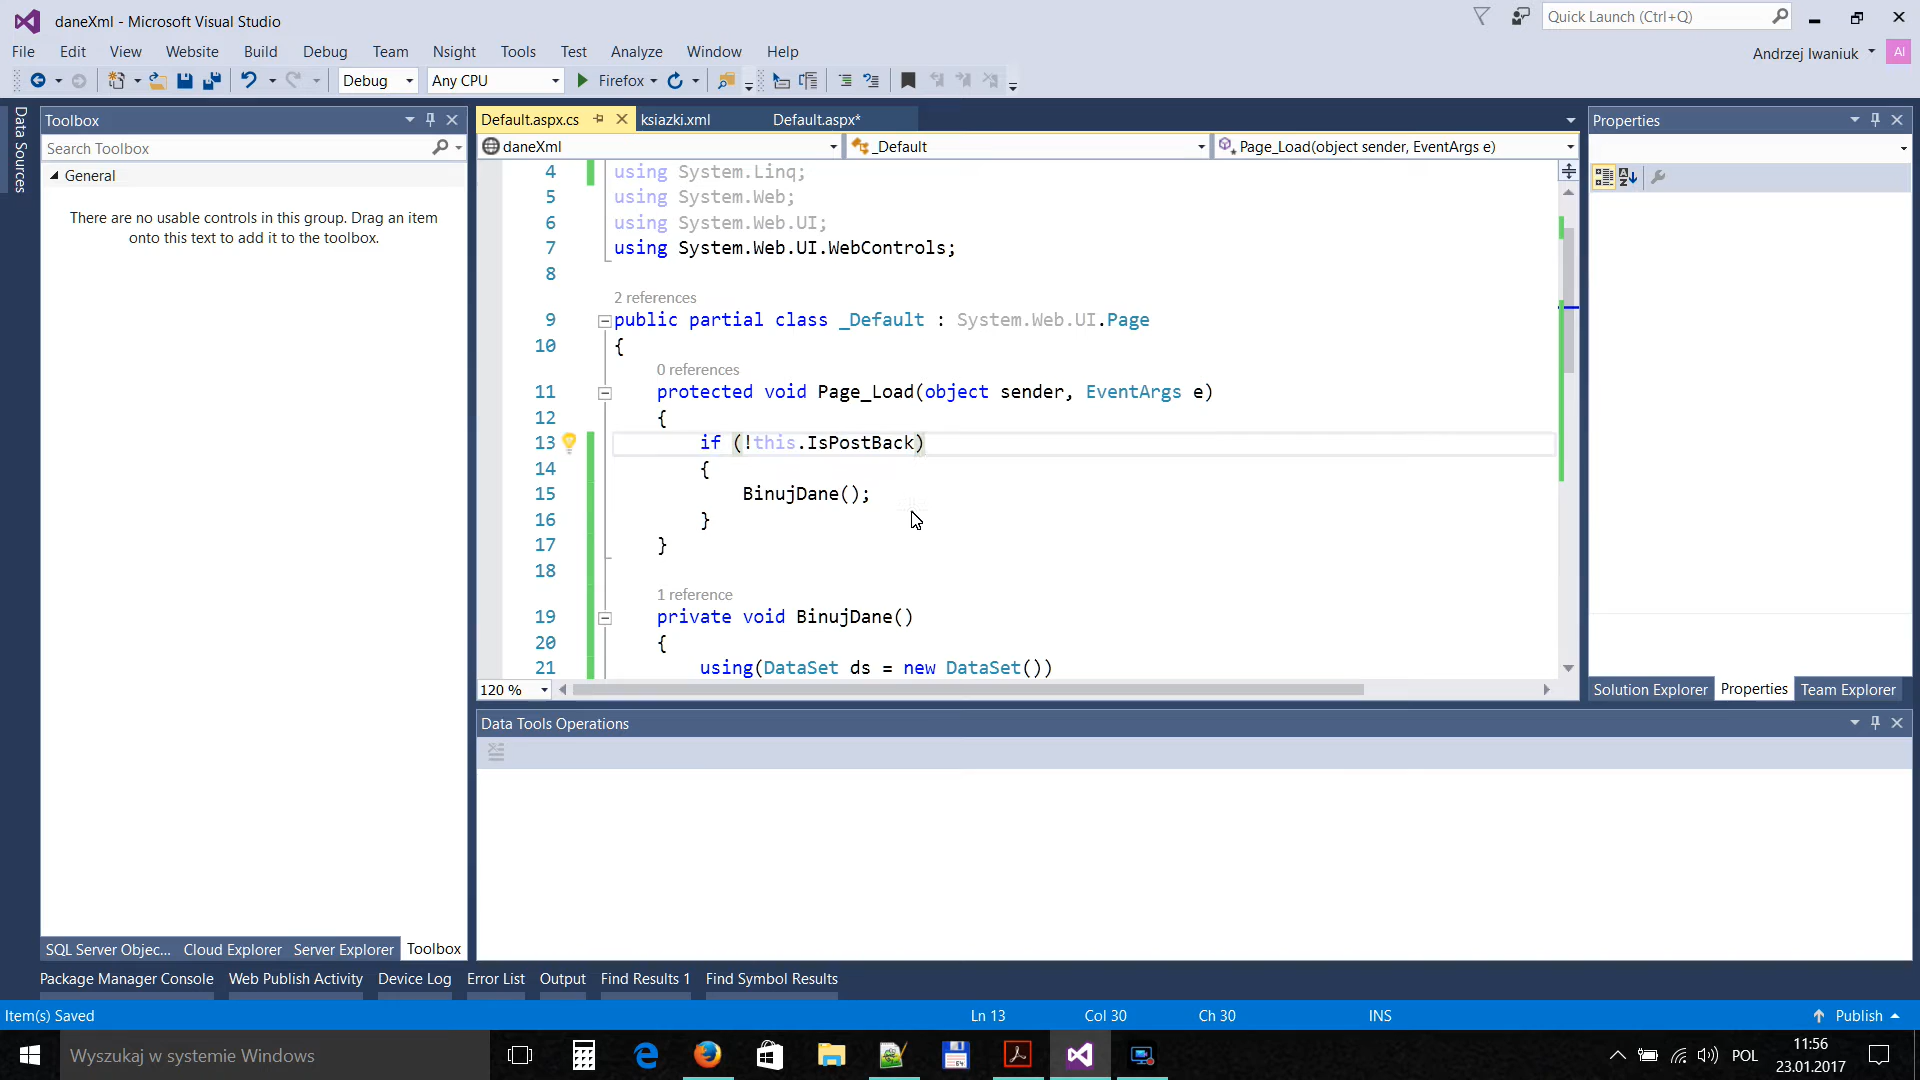 daneXml - Microsoft Visual Studio
Quick Launch (Ctrl+Q)
File Edit View Website Build Debug Team Nsight Tools Test Analyze Window Help
Andrzej Iwaniuk
AI
Debug
Any CPU
Firefox
Data Sources
Toolbox
Search Toolbox
General
There are no usable controls in this group. Drag an item
onto this text to add it to the toolbox.
Default.aspx.cs
ksiazki.xml
Default.aspx*
daneXml
_Default
Page_Load(object sender, EventArgs e)
4 using System.Linq;
5 using System.Web;
6 using System.Web.UI;
7 using System.Web.UI.WebControls;
8
2 references
9 public partial class _Default : System.Web.UI.Page
10 {
0 references
11 protected void Page_Load(object sender, EventArgs e)
12 {
13 if (!this.IsPostBack)
14 {
15 BinujDane();
16 }
17 }
18
1 reference
19 private void BinujDane()
20 {
21 using(DataSet ds = new DataSet())
120 %
Properties
Solution Explorer
Properties
Team Explorer
Data Tools Operations
SQL Server Objec...
Cloud Explorer
Server Explorer
Toolbox
Package Manager Console
Web Publish Activity
Device Log
Error List
Output
Find Results 1
Find Symbol Results
Item(s) Saved
Ln 13
Col 30
Ch 30
INS
Publish
Wyszukaj w systemie Windows
64
POL
11:56
23.01.2017